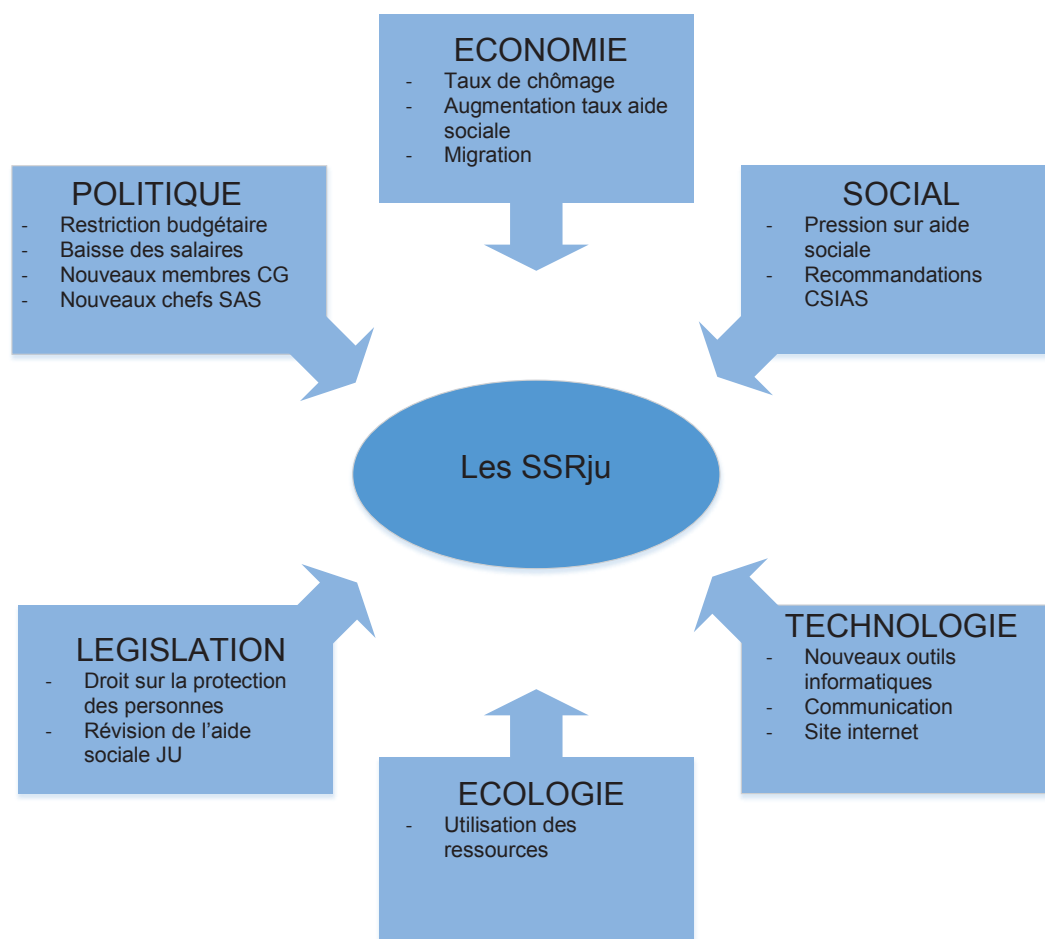 ECONOMIE
- Taux de chômage
- Augmentation taux aide
sociale
- Migration
POLITIQUE
- Restriction budgétaire
- Baisse des salaires
- Nouveaux membres CG
- Nouveaux chefs SAS
SOCIAL
- Pression sur aide
sociale
- Recommandations
CSIAS
Les SSRju
LEGISLATION
- Droit sur la protection
des personnes
- Révision de l’aide
sociale JU
TECHNOLOGIE
- Nouveaux outils
informatiques
- Communication
- Site internet
ECOLOGIE
- Utilisation des
ressources